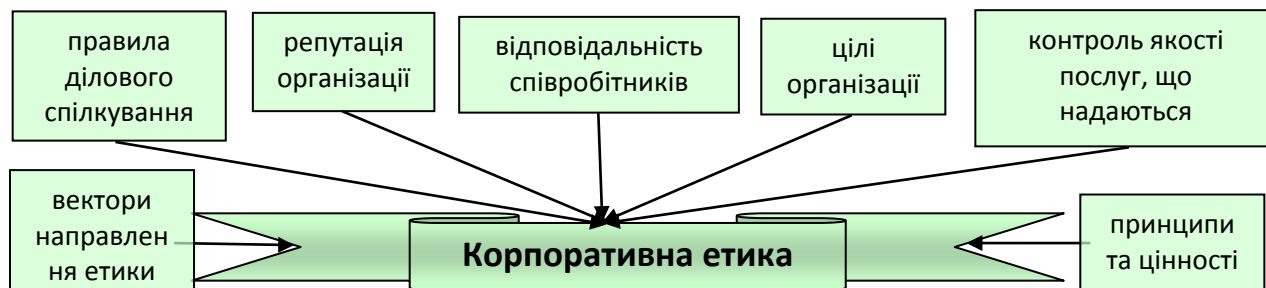 правила
ділового
спілкування
репутація
організації
відповідальність
співробітників
цілі
організації
контроль якості
послуг, що
надаються
вектори
направлен
ня етики
Корпоративна етика
принципи
та цінності